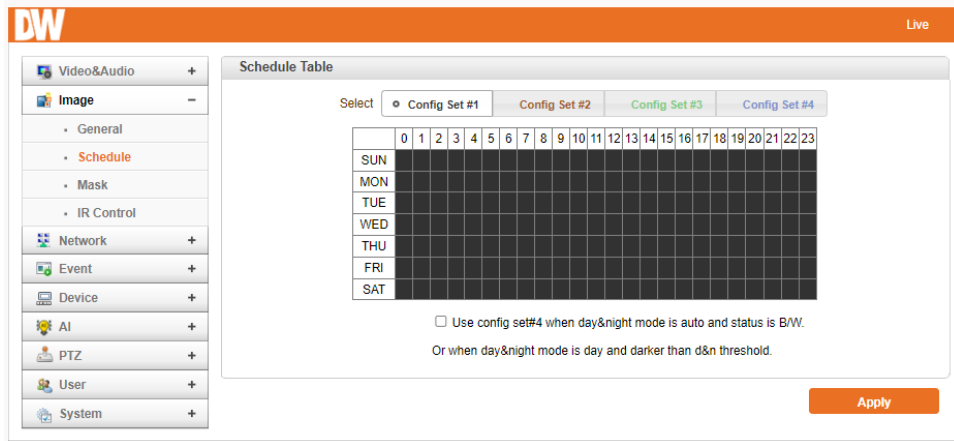 DW
Live
Video&Audio +
Image -
General
Schedule
Mask
IR Control
Network +
Event +
Device +
AI +
PTZ +
User +
System +
Schedule Table
Select Config Set #1 Config Set #2 Config Set #3 Config Set #4
0 1 2 3 4 5 6 7 8 9 10 11 12 13 14 15 16 17 18 19 20 21 22 23
SUN
MON
TUE
WED
THU
FRI
SAT
Use config set#4 when day&night mode is auto and status is B/W.
Or when day&night mode is day and darker than d&n threshold.
Apply